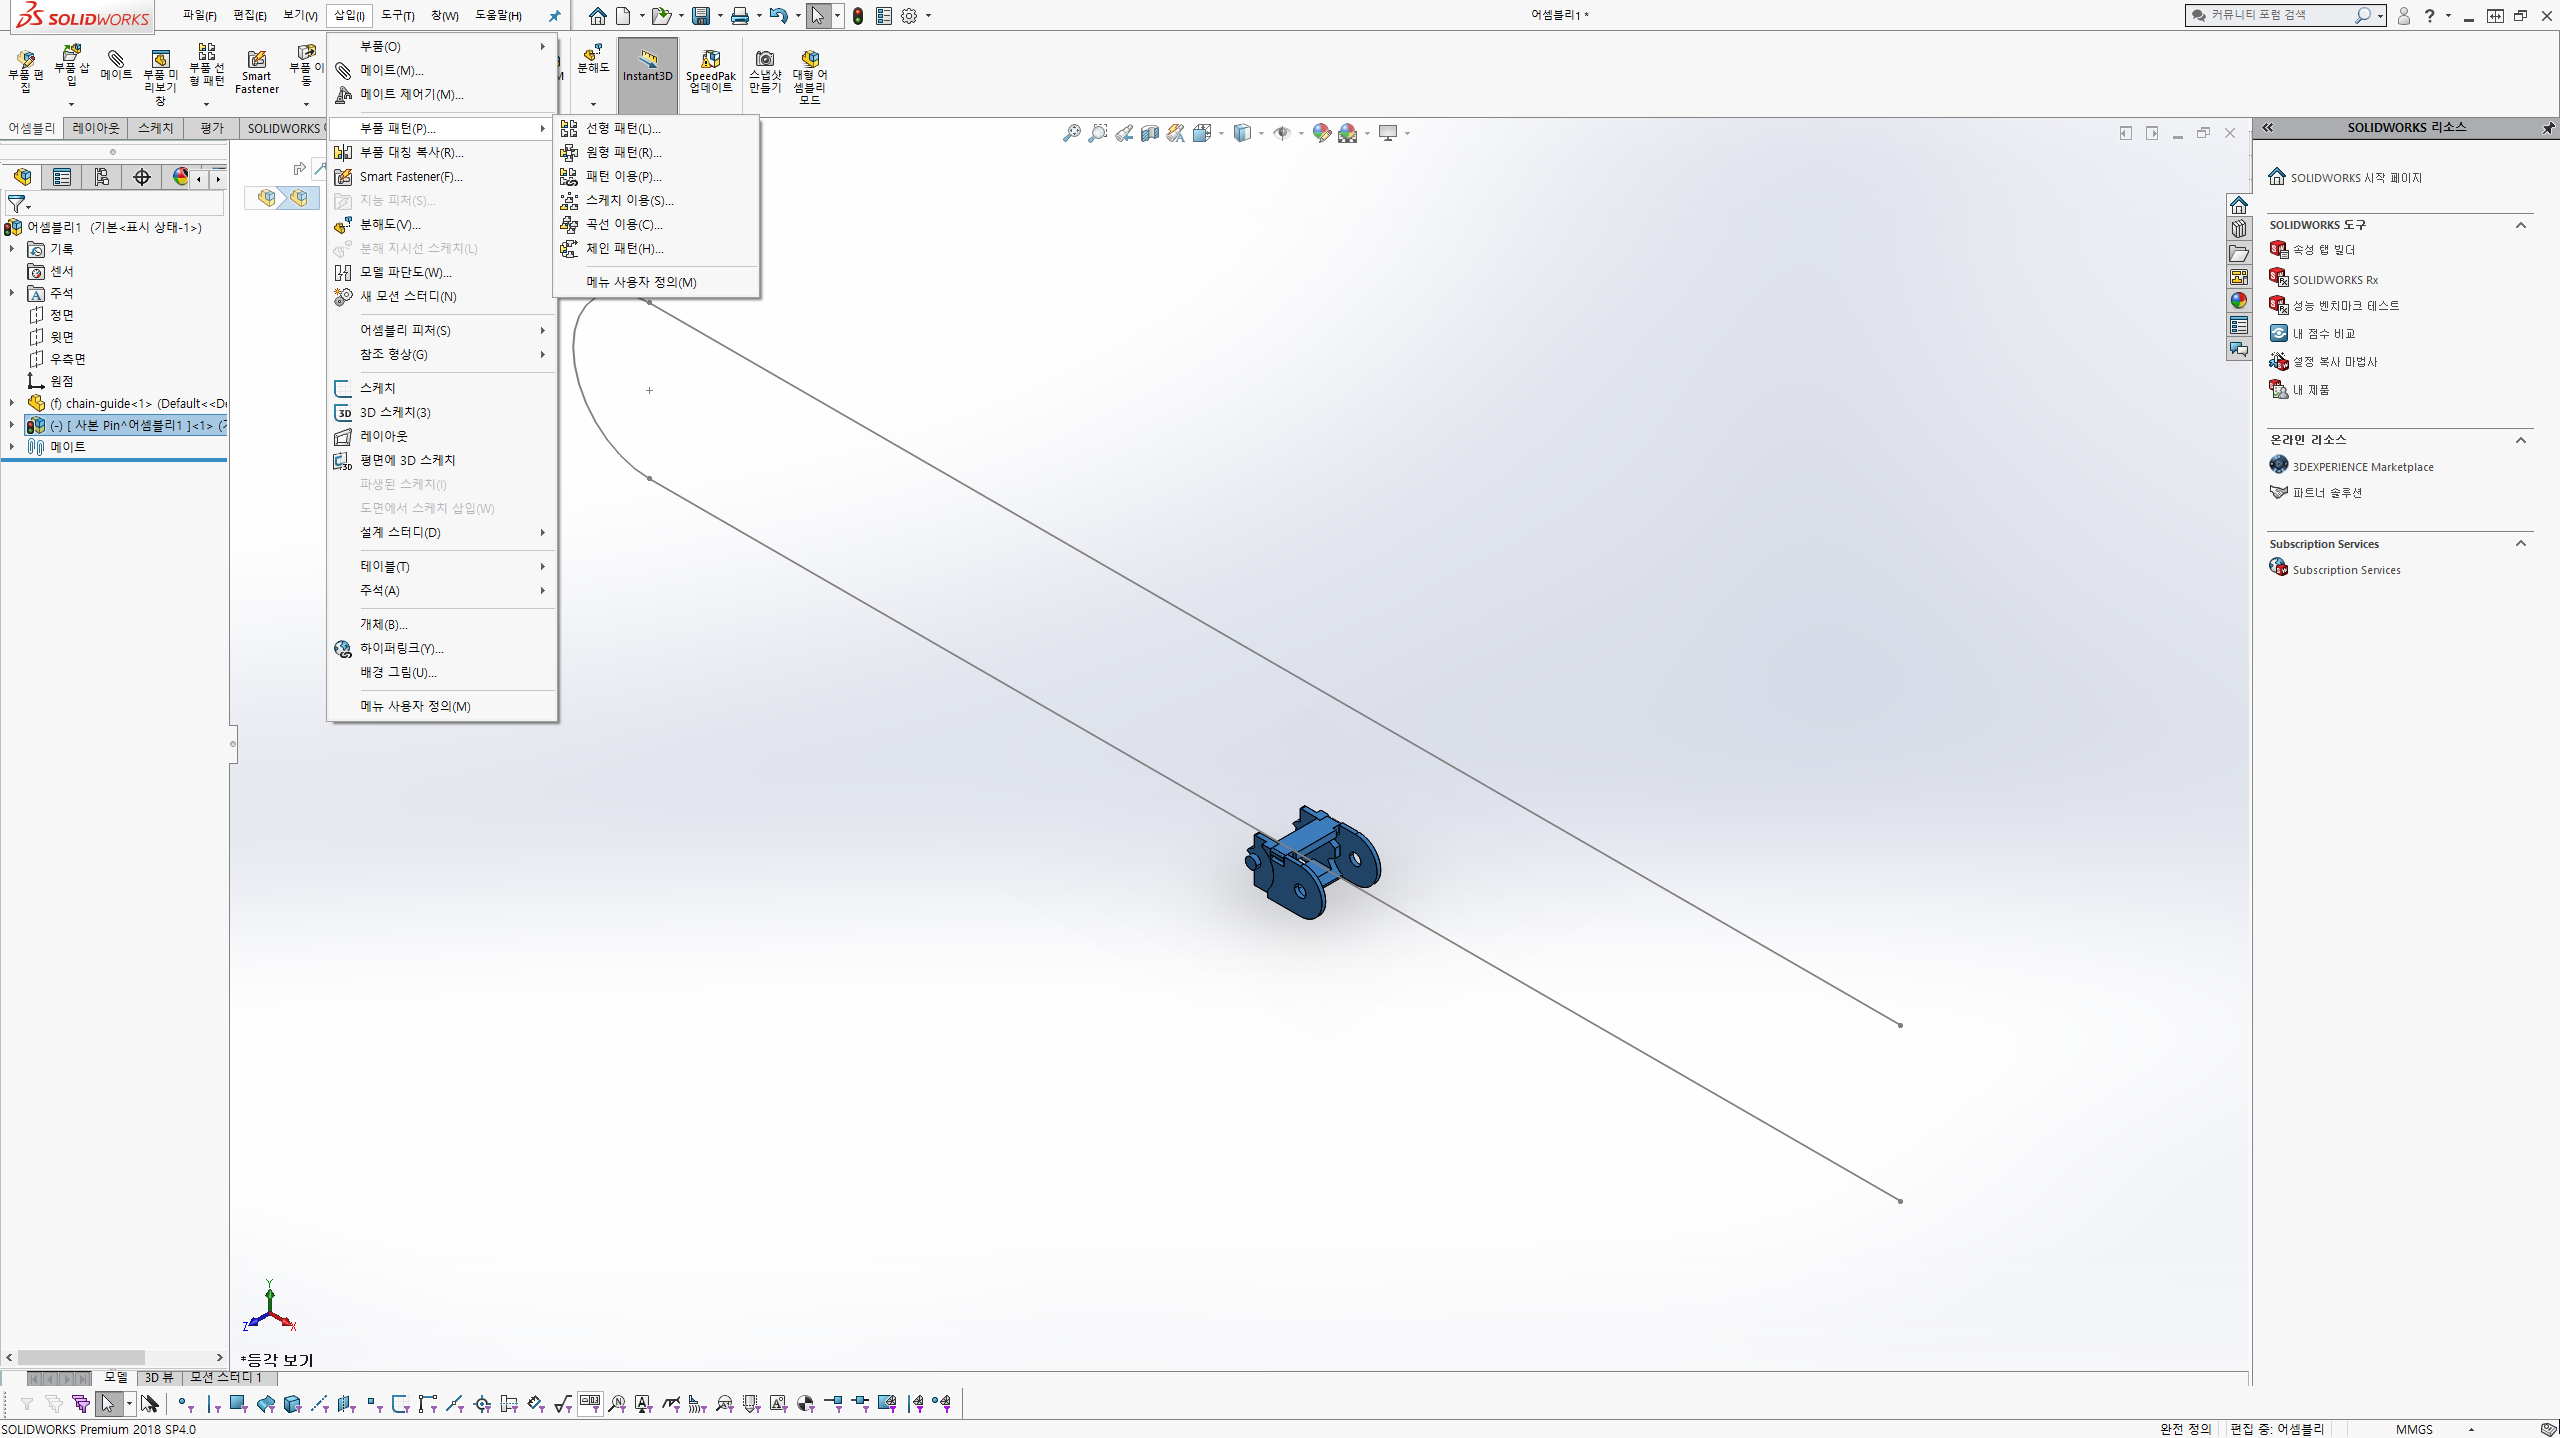 SOLIDWORKS
파일(F) 편집(E) 보기(V) 삽입(I) 도구(T) 창(W) 도움말(H)
어셈블리1 *
커뮤니티 포럼 검색
부품 편집
부품 삽입
메이트
부품 미리보기 창
부품 선형 패턴
Smart Fastener
부품 이동
분해도
Instant3D
SpeedPak 업데이트
스냅샷 만들기
대형 어셈블리 모드
어셈블리 레이아웃 스케치 평가 SOLIDWORKS
어셈블리1 (기본<표시 상태-1>)
기록
센서
주석
정면
윗면
우측면
원점
(f) chain-guide<1> (Default<<De
(-) [ 사본 Pin^어셈블리1 ]<1> (기
메이트
부품(O)
메이트(M)...
메이트 제어기(M)...
부품 패턴(P)...
부품 대칭 복사(R)...
Smart Fastener(F)...
지능 피처(S)...
분해도(V)...
분해 지시선 스케치(L)
모델 파단도(W)...
새 모션 스터디(N)
어셈블리 피처(S)
참조 형상(G)
스케치
3D 스케치(3)
레이아웃
평면에 3D 스케치
파생된 스케치(I)
도면에서 스케치 삽입(W)
설계 스터디(D)
테이블(T)
주석(A)
개체(B)...
하이퍼링크(Y)...
배경 그림(U)...
메뉴 사용자 정의(M)
선형 패턴(L)...
원형 패턴(R)...
패턴 이용(P)...
스케치 이용(S)...
곡선 이용(C)...
체인 패턴(H)...
메뉴 사용자 정의(M)
SOLIDWORKS 리소스
SOLIDWORKS 시작 페이지
SOLIDWORKS 도구
속성 탭 빌더
SOLIDWORKS Rx
성능 벤치마크 테스트
내 점수 비교
설정 복사 마법사
내 제품
온라인 리소스
3DEXPERIENCE Marketplace
파트너 솔루션
Subscription Services
Subscription Services
Y
Z
X
*등각 보기
모델 3D 뷰 모션 스터디 1
SOLIDWORKS Premium 2018 SP4.0
완전 정의 편집 중: 어셈블리 MMGS